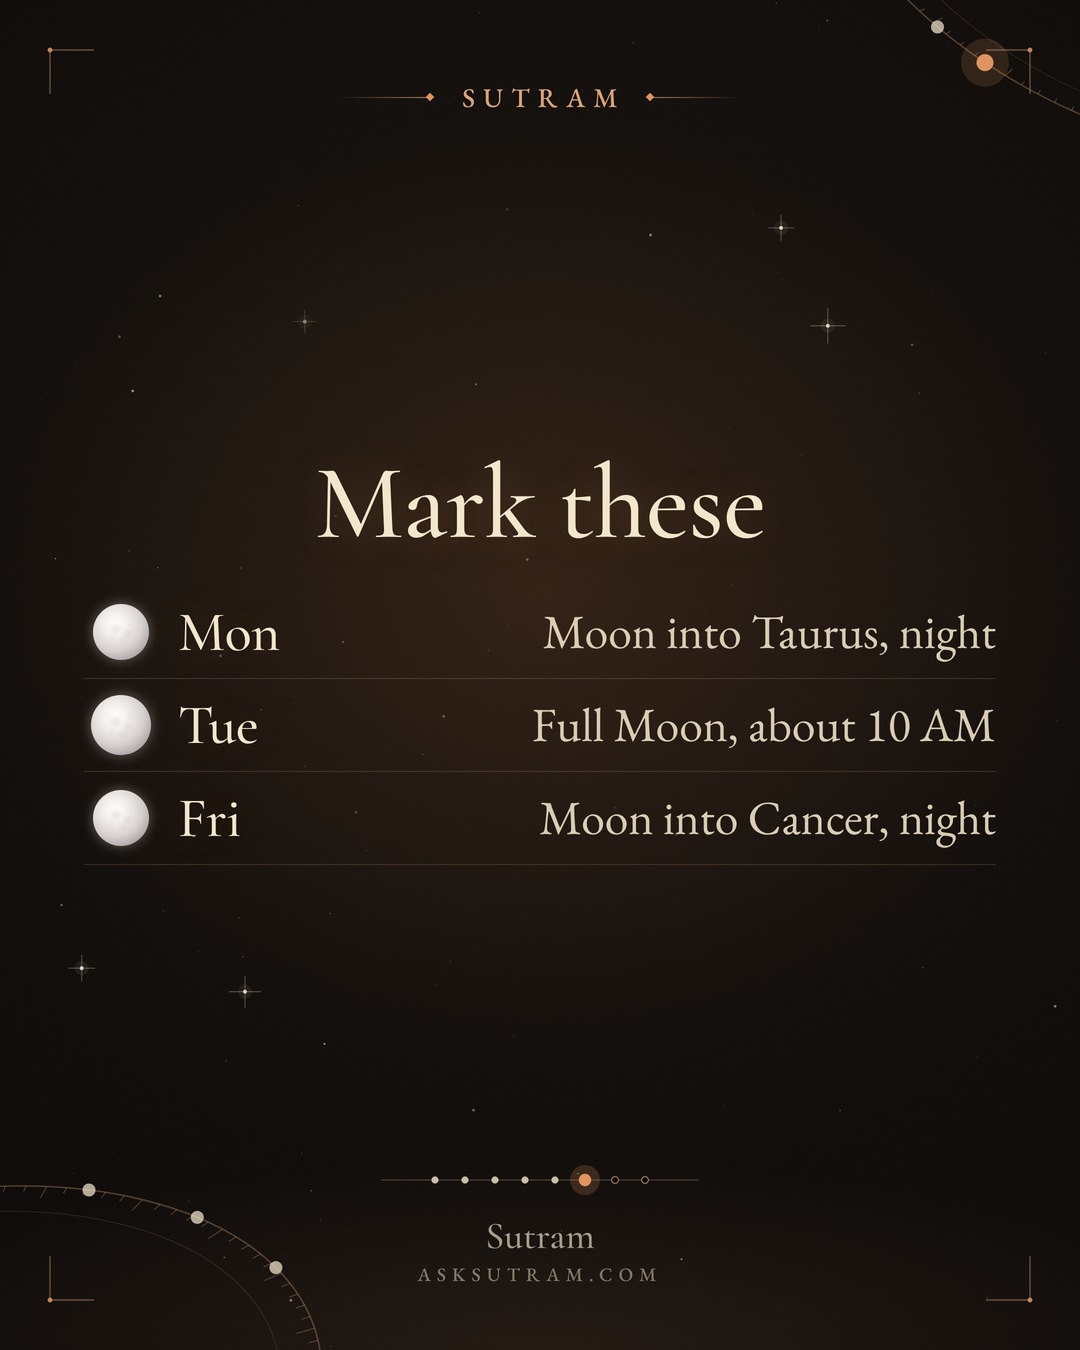 SUTRAM
Mark these
Mon Moon into Taurus, night
Tue Full Moon, about 10 AM
Fri Moon into Cancer, night
Sutram
ASKSUTRAM.COM